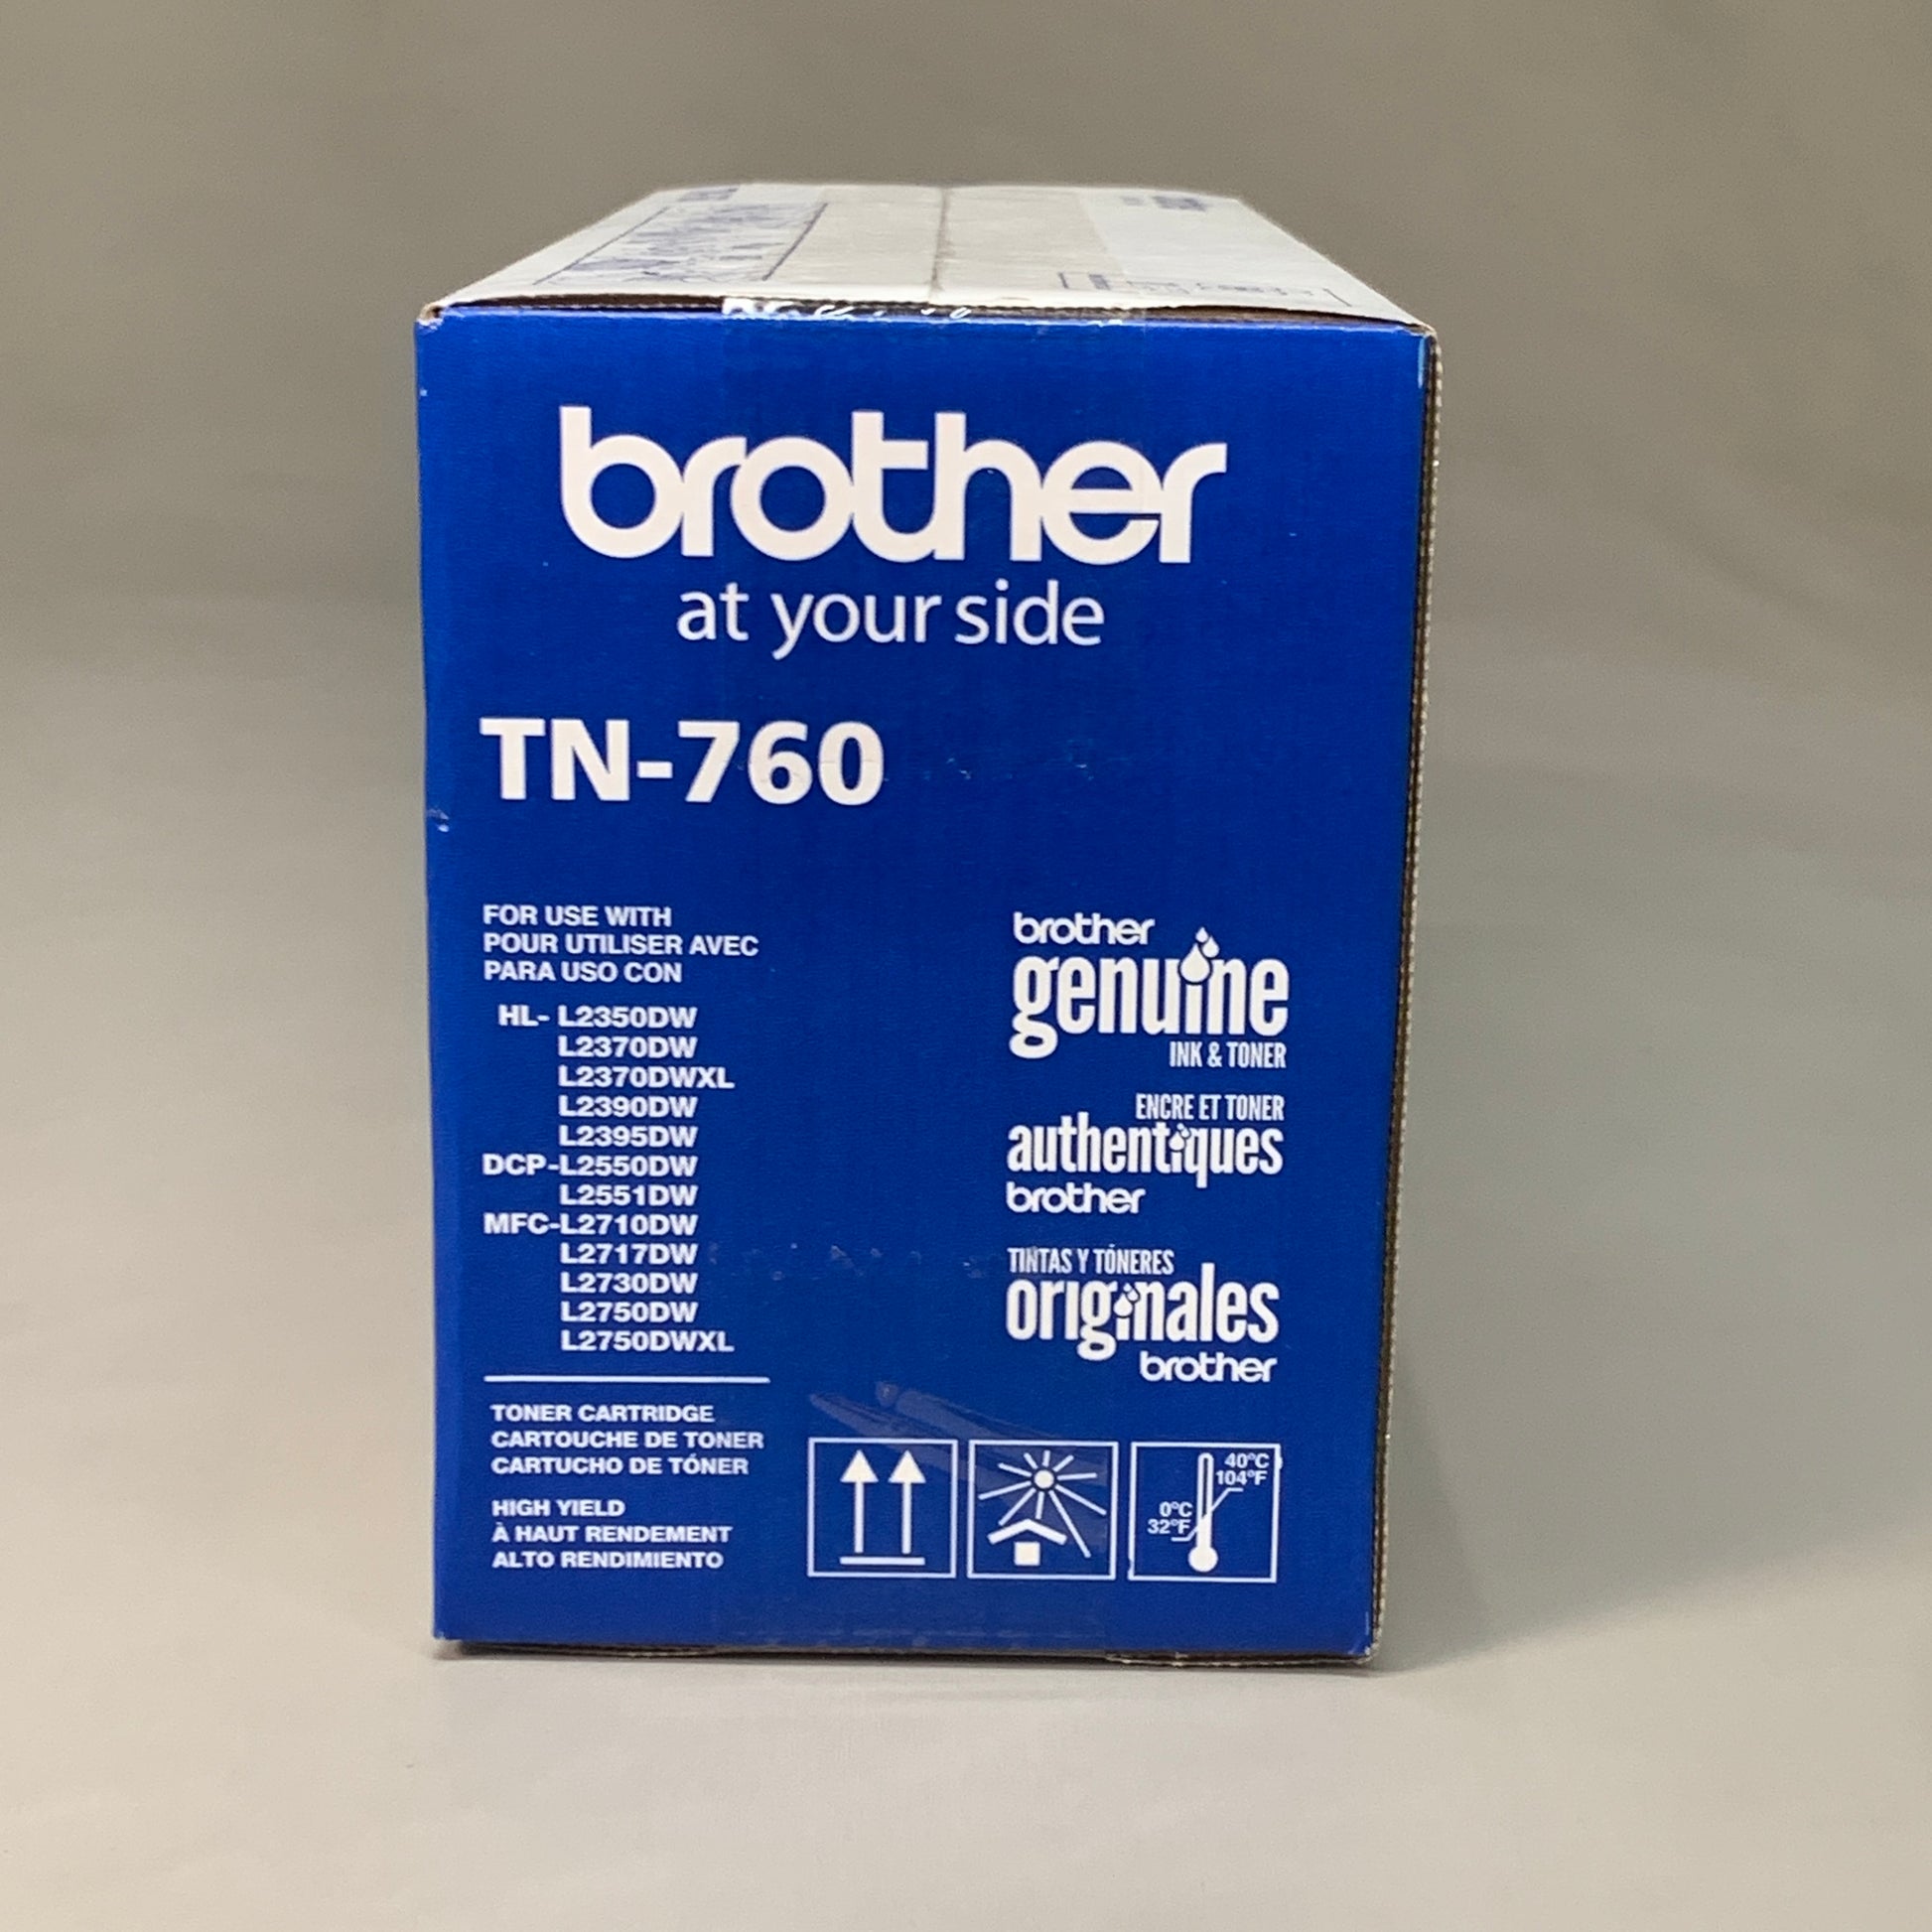 brother
at your side
TN-760
FOR USE WITH
POUR UTILISER AVEC
PARA USO CON
HL- L2350DW
L2370DW
L2370DWXL
L2390DW
L2395DW
DCP-L2550DW
L2551DW
MFC-L2710DW
L2717DW
L2730DW
L2750DW
L2750DWXL
TONER CARTRIDGE
CARTOUCHE DE TONER
CARTUCHO DE TÓNER
HIGH YIELD
À HAUT RENDEMENT
ALTO RENDIMIENTO
brother
genuine
INK & TONER
ENCRE ET TONER
authentiques
brother
TINTAS Y TÓNERES
originales
brother
40°C
104°F
0°C
32°F